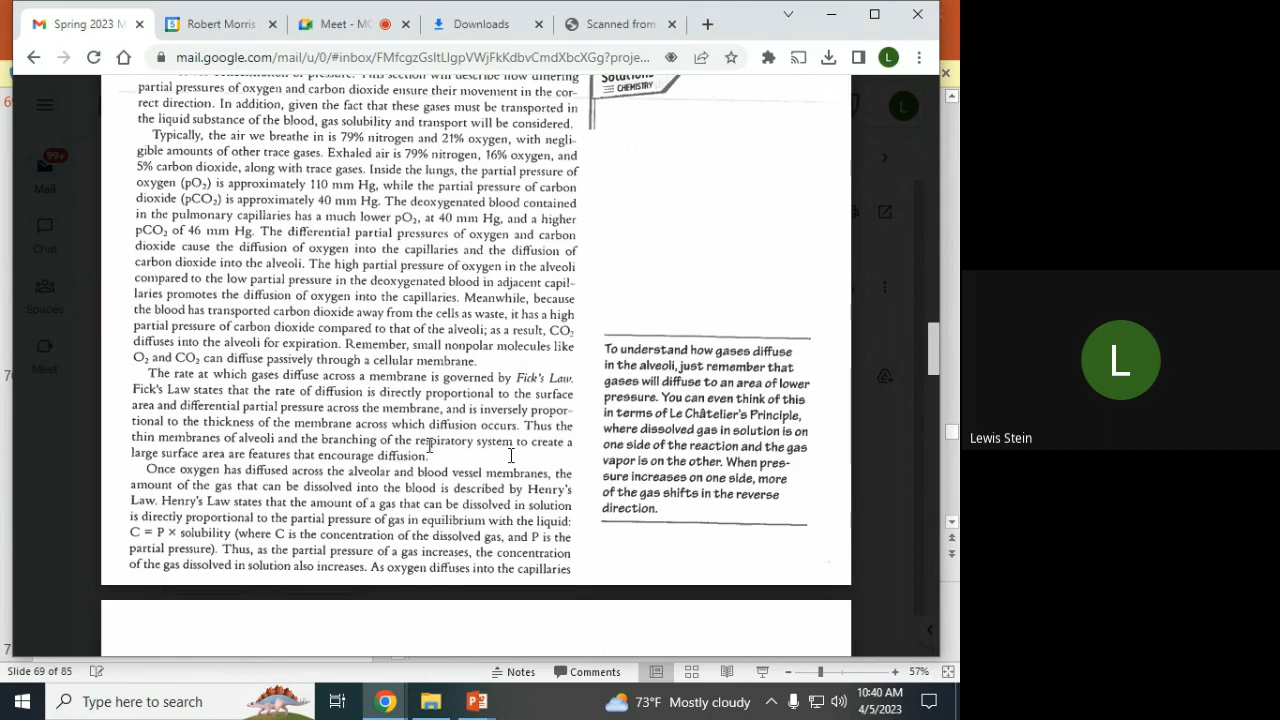 Spring 2023 M
Robert Morris
Meet - MC
Downloads
Scanned from
mail.google.com/mail/u/0/#inbox/FMfcgzGsltLlgpVWjFkKdbvCmdXbcXGg?proje...
L
99+
Mail
Chat
Spaces
Meet
L
partial pressures of oxygen and carbon dioxide ensure their movement in the cor-
rect direction. In addition, given the fact that these gases must be transported in
the liquid substance of the blood, gas solubility and transport will be considered.
Typically, the air we breathe in is 79% nitrogen and 21% oxygen, with negli-
gible amounts of other trace gases. Exhaled air is 79% nitrogen, 16% oxygen, and
5% carbon dioxide, along with trace gases. Inside the lungs, the partial pressure of
oxygen (pO₂) is approximately 110 mm Hg, while the partial pressure of carbon
dioxide (pCO₂) is approximately 40 mm Hg. The deoxygenated blood contained
in the pulmonary capillaries has a much lower pO₂, at 40 mm Hg, and a higher
pCO₂ of 46 mm Hg. The differential partial pressures of oxygen and carbon
dioxide cause the diffusion of oxygen into the capillaries and the diffusion of
carbon dioxide into the alveoli. The high partial pressure of oxygen in the alveoli
compared to the low partial pressure in the deoxygenated blood in adjacent capil-
laries promotes the diffusion of oxygen into the capillaries. Meanwhile, because
the blood has transported carbon dioxide away from the cells as waste, it has a high
partial pressure of carbon dioxide compared to that of the alveoli; as a result, CO₂
diffuses into the alveoli for expiration. Remember, small nonpolar molecules like
O₂ and CO₂ can diffuse passively through a cellular membrane.
The rate at which gases diffuse across a membrane is governed by Fick's Law.
Fick's Law states that the rate of diffusion is directly proportional to the surface
area and differential partial pressure across the membrane, and is inversely propor-
tional to the thickness of the membrane across which diffusion occurs. Thus the
thin membranes of alveoli and the branching of the respiratory system to create a
large surface area are features that encourage diffusion.
Once oxygen has diffused across the alveolar and blood vessel membranes, the
amount of the gas that can be dissolved into the blood is described by Henry's
Law. Henry's Law states that the amount of a gas that can be dissolved in solution
is directly proportional to the partial pressure of gas in equilibrium with the liquid:
C = P × solubility (where C is the concentration of the dissolved gas, and P is the
partial pressure). Thus, as the partial pressure of a gas increases, the concentration
of the gas dissolved in solution also increases. As oxygen diffuses into the capillaries
Solutions
CHEMISTRY
To understand how gases diffuse
in the alveoli, just remember that
gases will diffuse to an area of lower
pressure. You can even think of this
in terms of Le Châtelier's Principle,
where dissolved gas in solution is on
one side of the reaction and the gas
vapor is on the other. When pres-
sure increases on one side, more
of the gas shifts in the reverse
direction.
L
Lewis Stein
Slide 69 of 85
Notes
Comments
57%
Type here to search
73°F Mostly cloudy
10:40 AM
4/5/2023